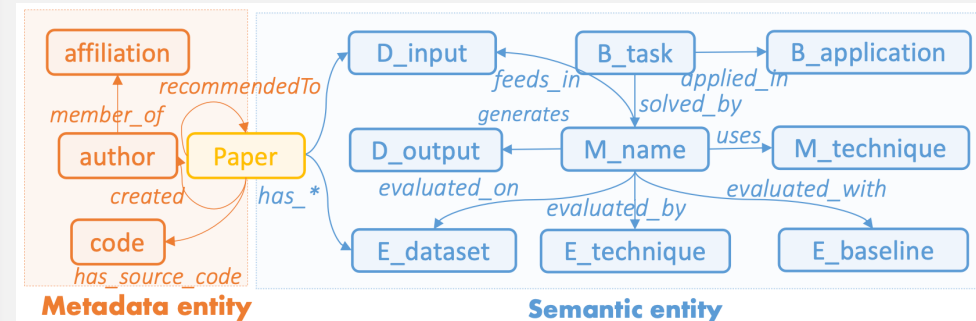 affiliation
D_input
B_task
B_application
recommendedTo
feeds_in
applied_in
member_of
solved_by
generates
uses
author
Paper
D_output
M_name
M_technique
created
has_*
evaluated_on
evaluated_with
evaluated_by
code
E_dataset
E_technique
E_baseline
has_source_code
Metadata entity
Semantic entity